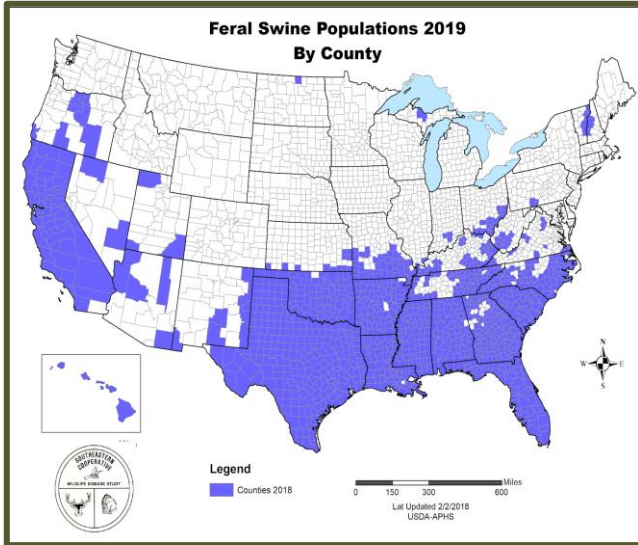 Feral Swine Populations 2019
By County
N
W
E
S
SOUTHEASTERN
COOPERATIVE
WILDLIFE DISEASE STUDY
Legend
Counties 2018
Miles
0
150
300
600
Lat Updated 2/2/2018
USDA-APHS